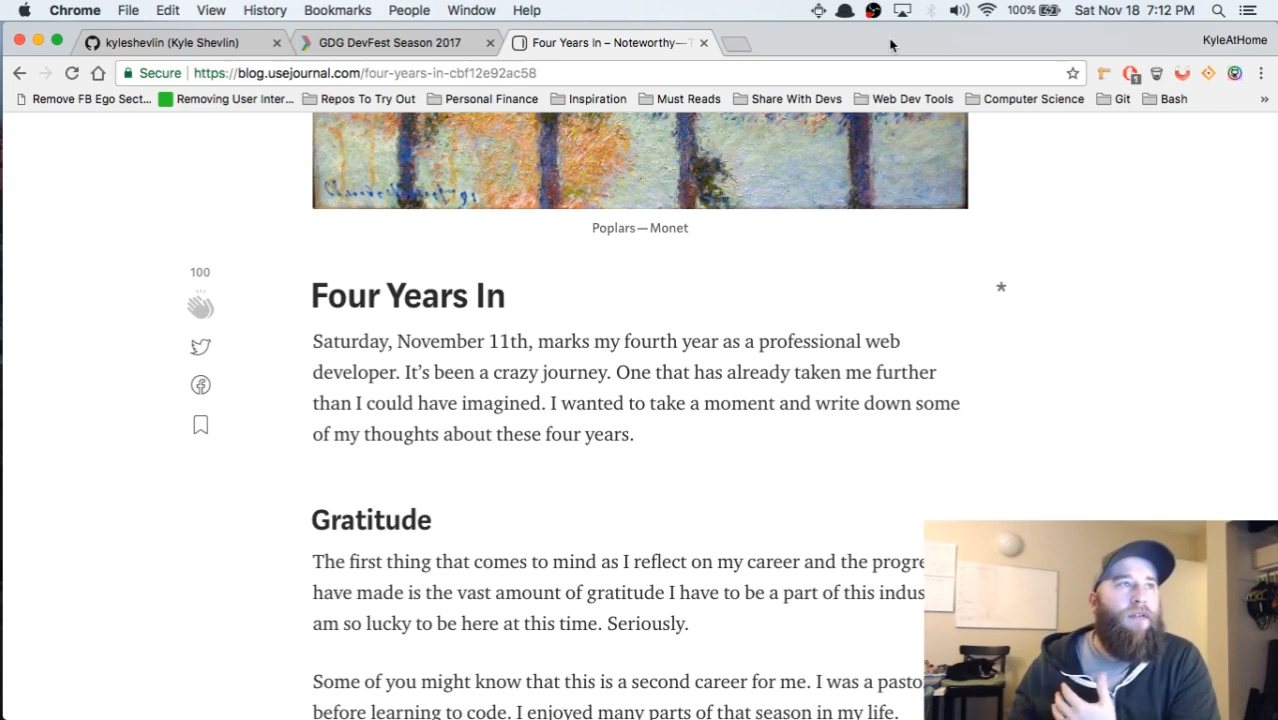 Chrome File Edit View History Bookmarks People Window Help 100% Sat Nov 18 7:12 PM
kyleshevlin (Kyle Shevlin) GDG DevFest Season 2017 Four Years In – Noteworthy— KyleAtHome
Secure https://blog.usejournal.com/four-years-in-cbf12e92ac58 1
Remove FB Ego Sect... Removing User Inter... Repos To Try Out Personal Finance Inspiration Must Reads Share With Devs Web Dev Tools Computer Science Git Bash »
Claude Monet 91
Poplars—Monet
100
Four Years In *
Saturday, November 11th, marks my fourth year as a professional web
developer. It’s been a crazy journey. One that has already taken me further
than I could have imagined. I wanted to take a moment and write down some
of my thoughts about these four years.
Gratitude
The first thing that comes to mind as I reflect on my career and the progre
have made is the vast amount of gratitude I have to be a part of this indus
am so lucky to be here at this time. Seriously.
Some of you might know that this is a second career for me. I was a pasto
before learning to code. I enjoyed many parts of that season in my life.